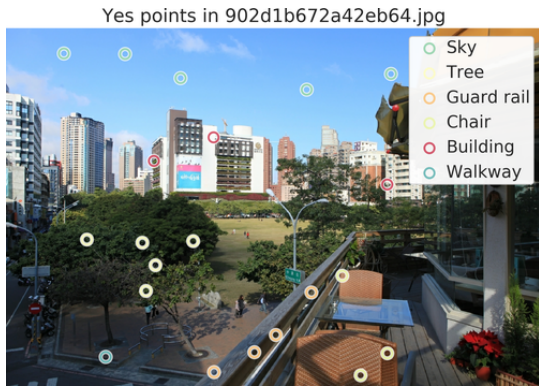 Yes points in 902d1b672a42eb64.jpg
Sky
Tree
Guard rail
Chair
Building
Walkway